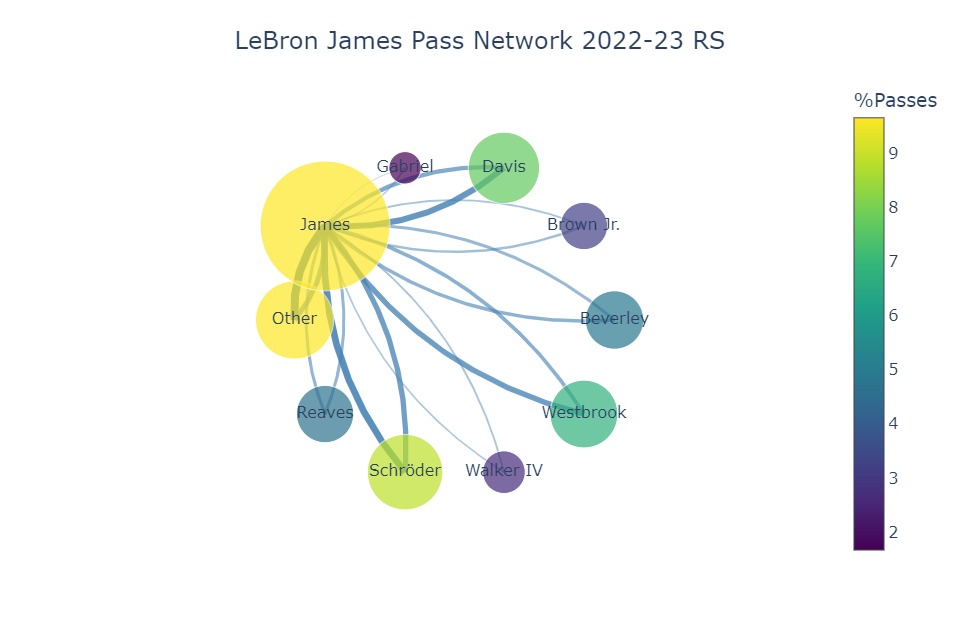 LeBron James Pass Network 2022-23 RS
%Passes
Gabriel
Davis
James
Brown Jr.
Other
Beverley
Reaves
Westbrook
Schröder
Walker IV
9
8
7
6
5
4
3
2